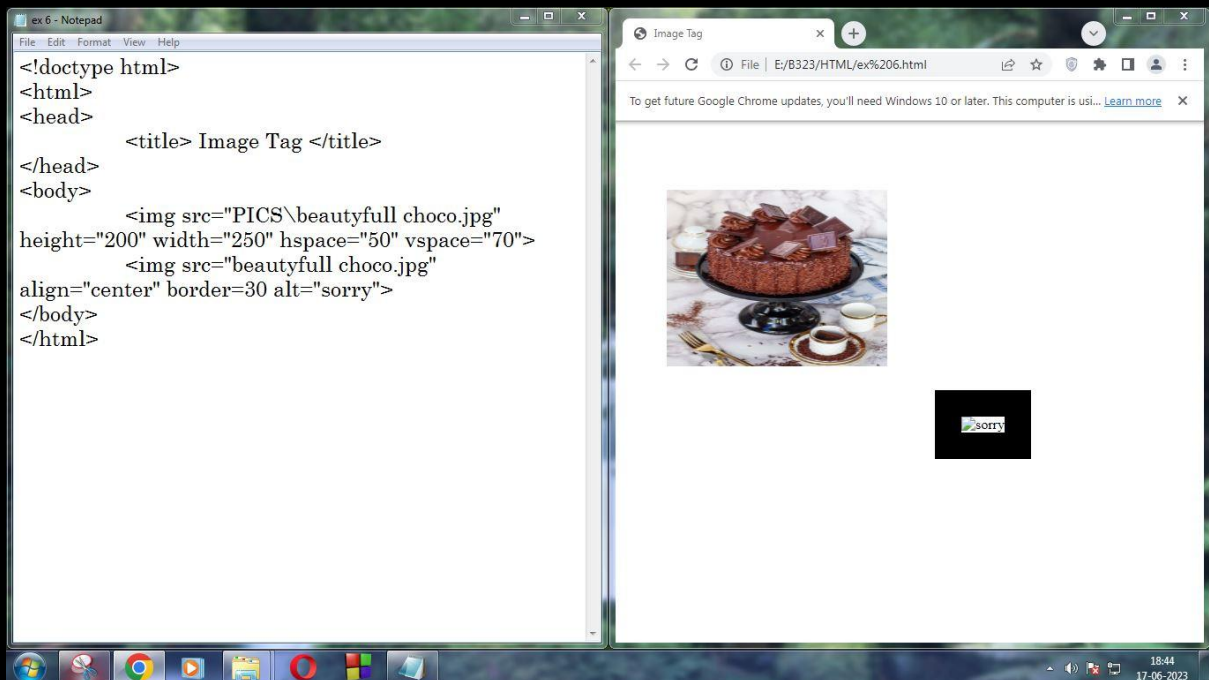 ex 6 - Notepad
File Edit Format View Help
<!doctype html>
<html>
<head>
<title> Image Tag </title>
</head>
<body>
<img src="PICS\beautyfull choco.jpg"
height="200" width="250" hspace="50" vspace="70">
<img src="beautyfull choco.jpg"
align="center" border=30 alt="sorry">
</body>
</html>
Image Tag
File E:/B323/HTML/ex%206.html
To get future Google Chrome updates, you'll need Windows 10 or later. This computer is usi... Learn more
sorry
18:44
17-06-2023